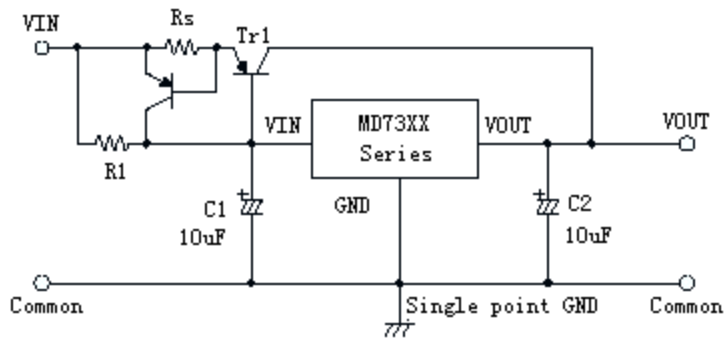 VIN
Rs
Tr1
R1
VIN
MD73XX
Series
VOUT
VOUT
C1
10uF
GND
C2
10uF
Common
Single point GND
Common